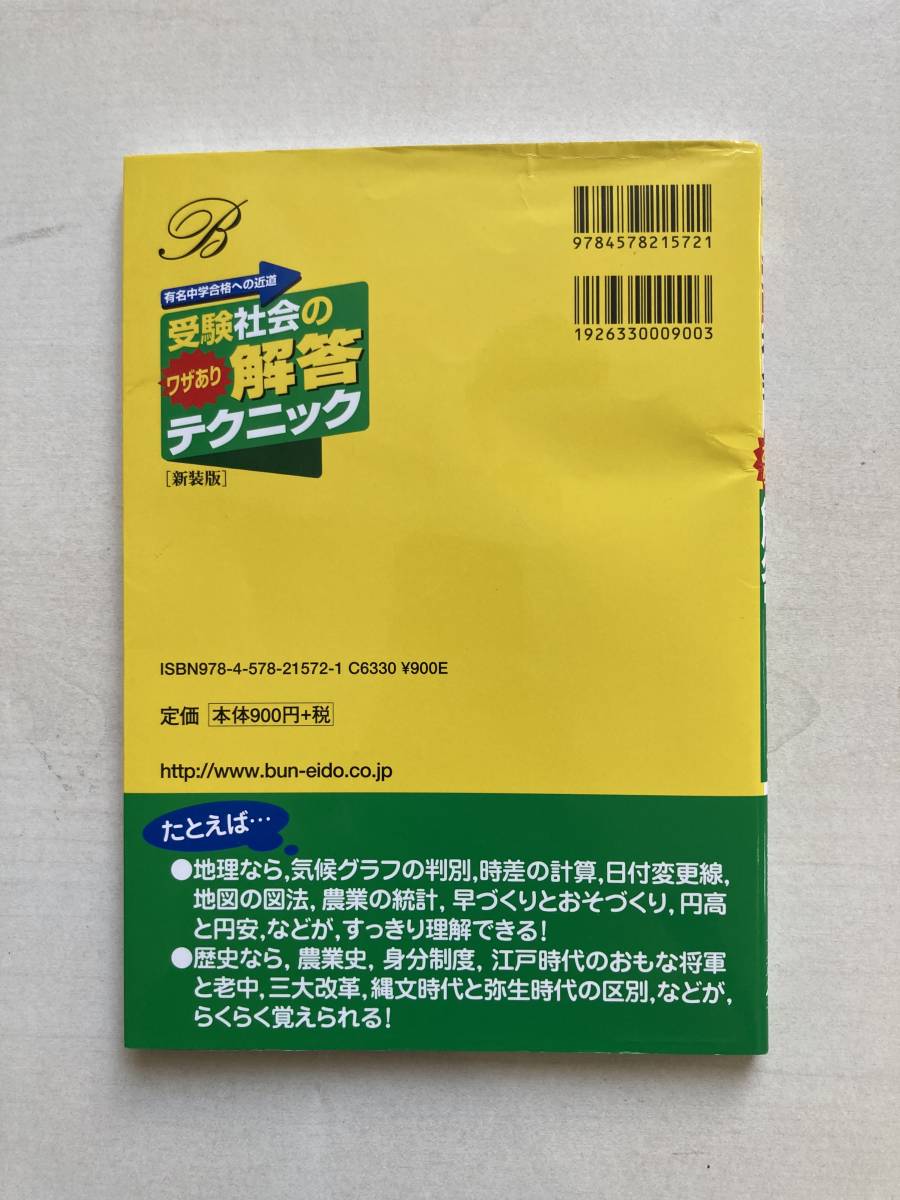 B
9784578215721
1926330009003
有名中学合格への近道
受験社会の
ワザあり
解答
テクニック
[新装版]
ISBN978-4-578-21572-1 C6330 ¥900E
定価 本体900円+税
http://www.bun-eido.co.jp
たとえば…
●地理なら,気候グラフの判別,時差の計算,日付変更線,
地図の図法, 農業の統計, 早づくりとおそづくり, 円高
と円安,などが,すっきり理解できる!
●歴史なら, 農業史, 身分制度, 江戸時代のおもな将軍
と老中,三大改革,縄文時代と弥生時代の区別,などが,
らくらく覚えられる!